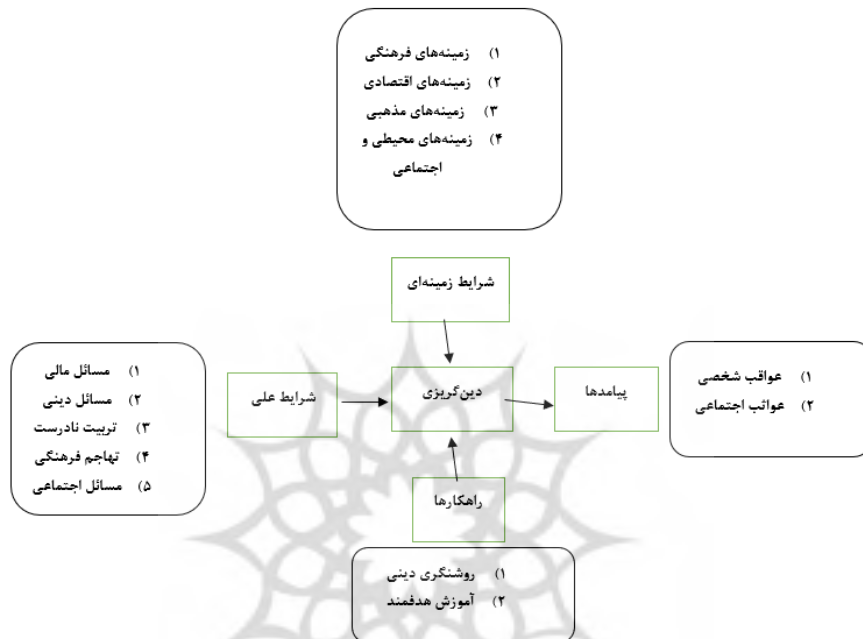 ۱) زمینه‌های فرهنگی
۲) زمینه‌های اقتصادی
۳) زمینه‌های مذهبی
۴) زمینه‌های محیطی و
اجتماعی
شرایط زمینه‌ای
۱) مسائل مالی
۲) مسائل دینی
۳) تربیت نادرست
۴) تهاجم فرهنگی
۵) مسائل اجتماعی
شرایط علی
دین‌گریزی
پیامدها
۱) عواقب شخصی
۲) عوائب اجتماعی
راهکارها
۱) روشنگری دینی
۲) آموزش هدفمند